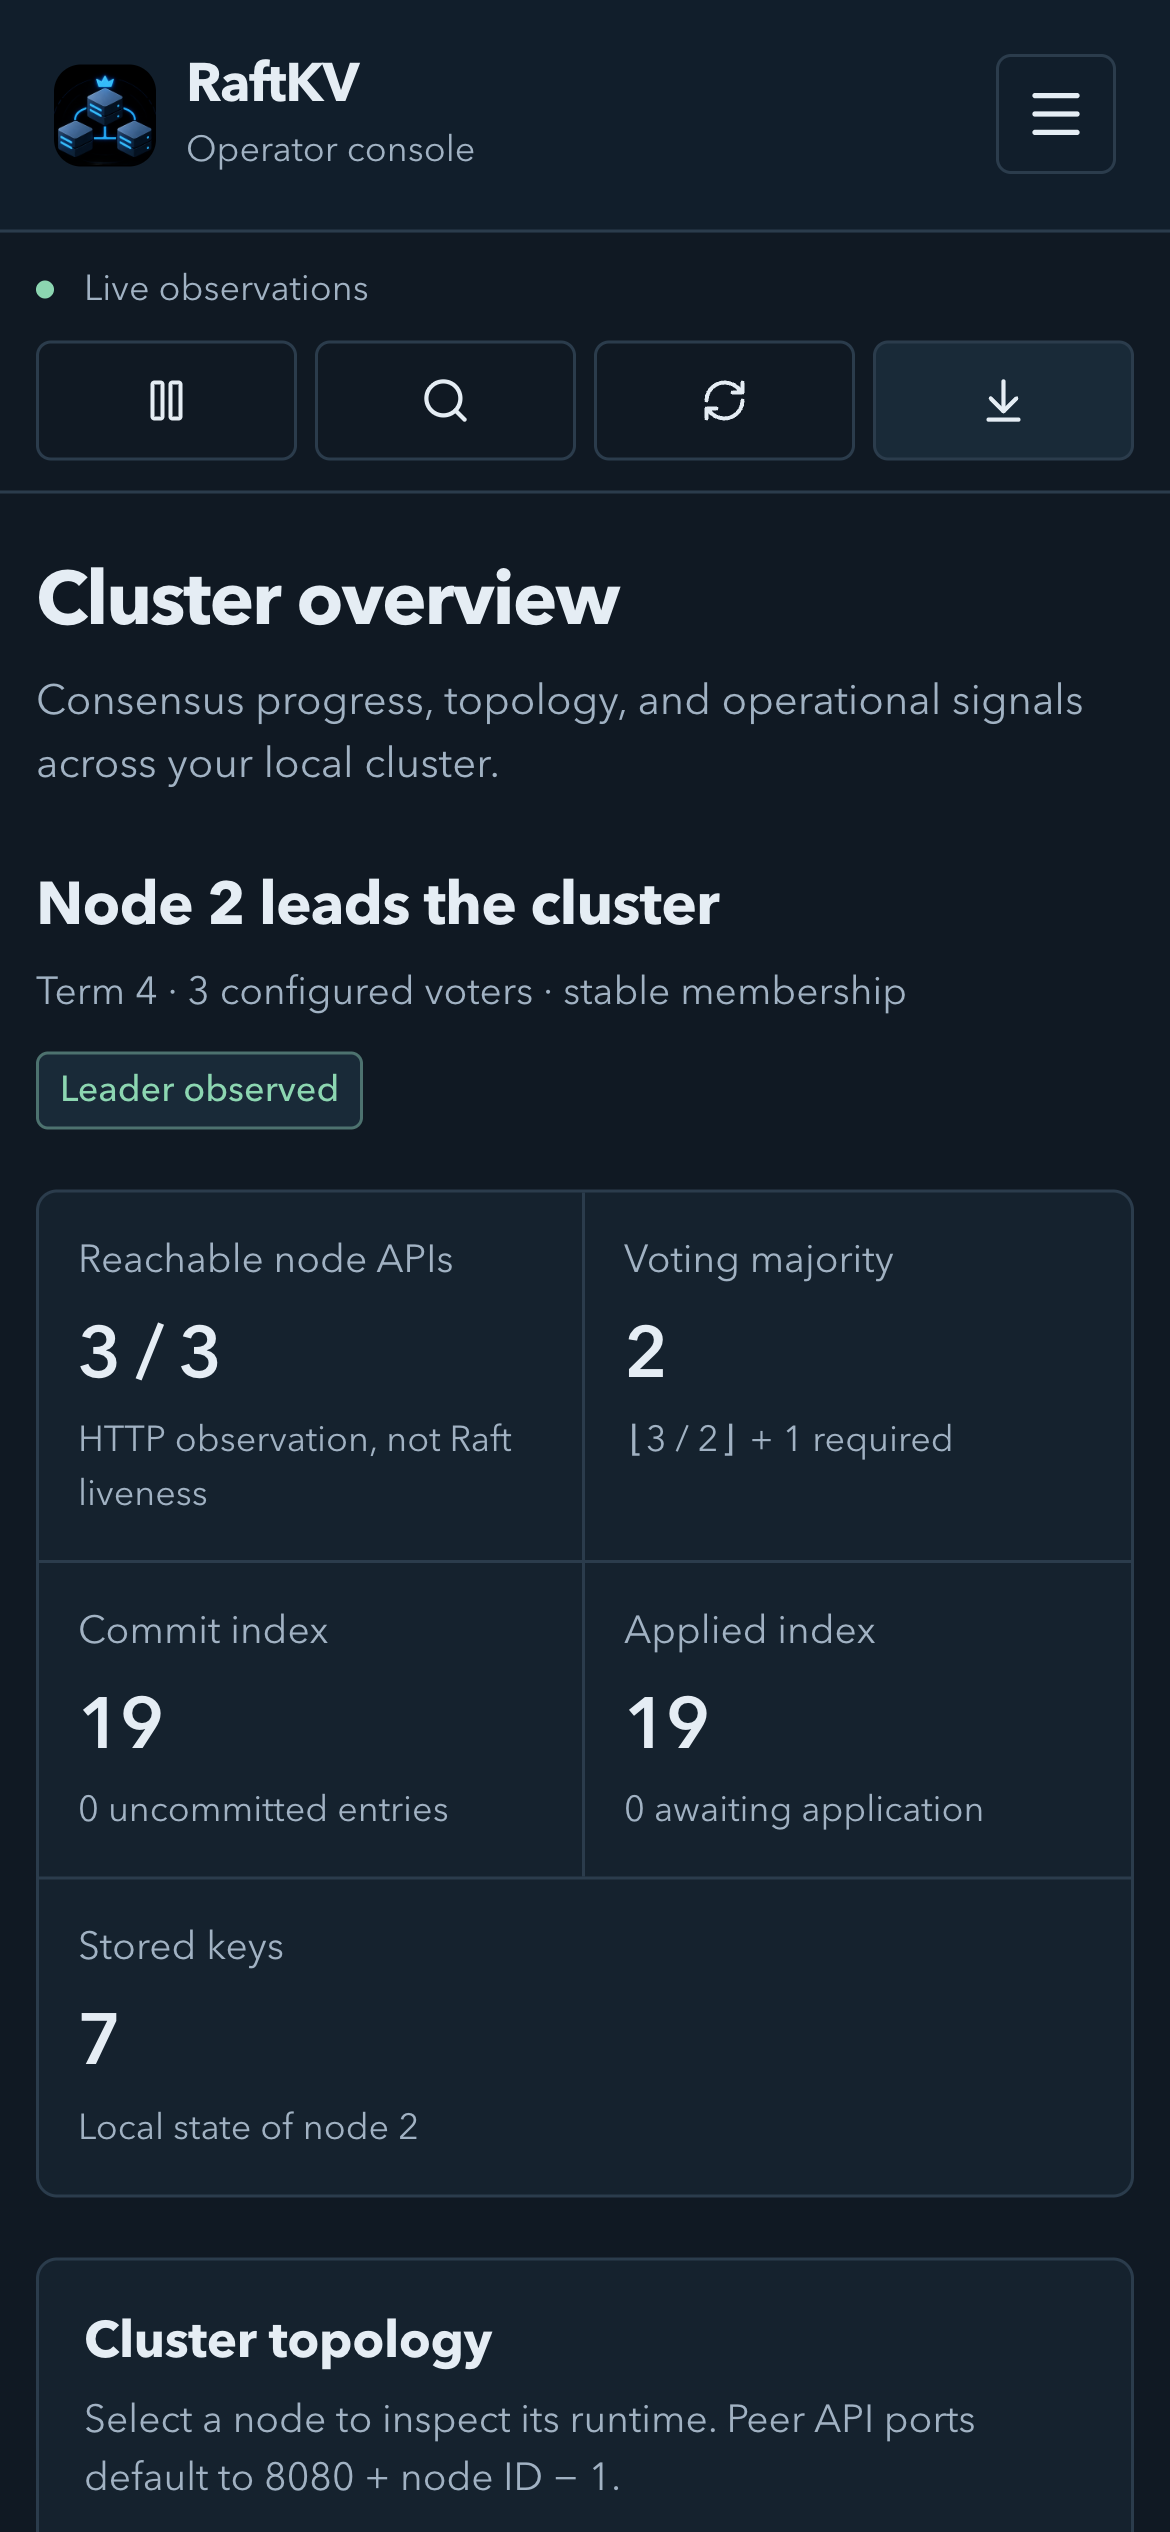 RaftKV
Operator console
Live observations
Cluster overview
Consensus progress, topology, and operational signals
across your local cluster.
Node 2 leads the cluster
Term 4 · 3 configured voters · stable membership
Leader observed
Reachable node APIs
3 / 3
HTTP observation, not Raft
liveness
Voting majority
2
⌊3 / 2⌋ + 1 required
Commit index
19
0 uncommitted entries
Applied index
19
0 awaiting application
Stored keys
7
Local state of node 2
Cluster topology
Select a node to inspect its runtime. Peer API ports
default to 8080 + node ID − 1.